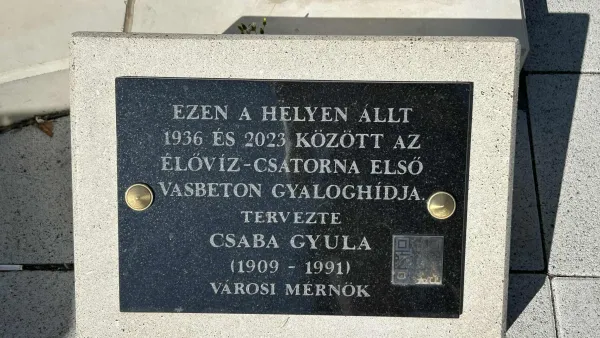 EZEN A HELYEN ÁLLT
1936 ÉS 2023 KÖZÖTT AZ
ÉLŐVÍZ-CSATORNA ELSŐ
VASBETON GYALOGHÍDJA.
TERVEZTE
CSABA GYULA
(1909 - 1991)
VÁROSI MÉRNÖK